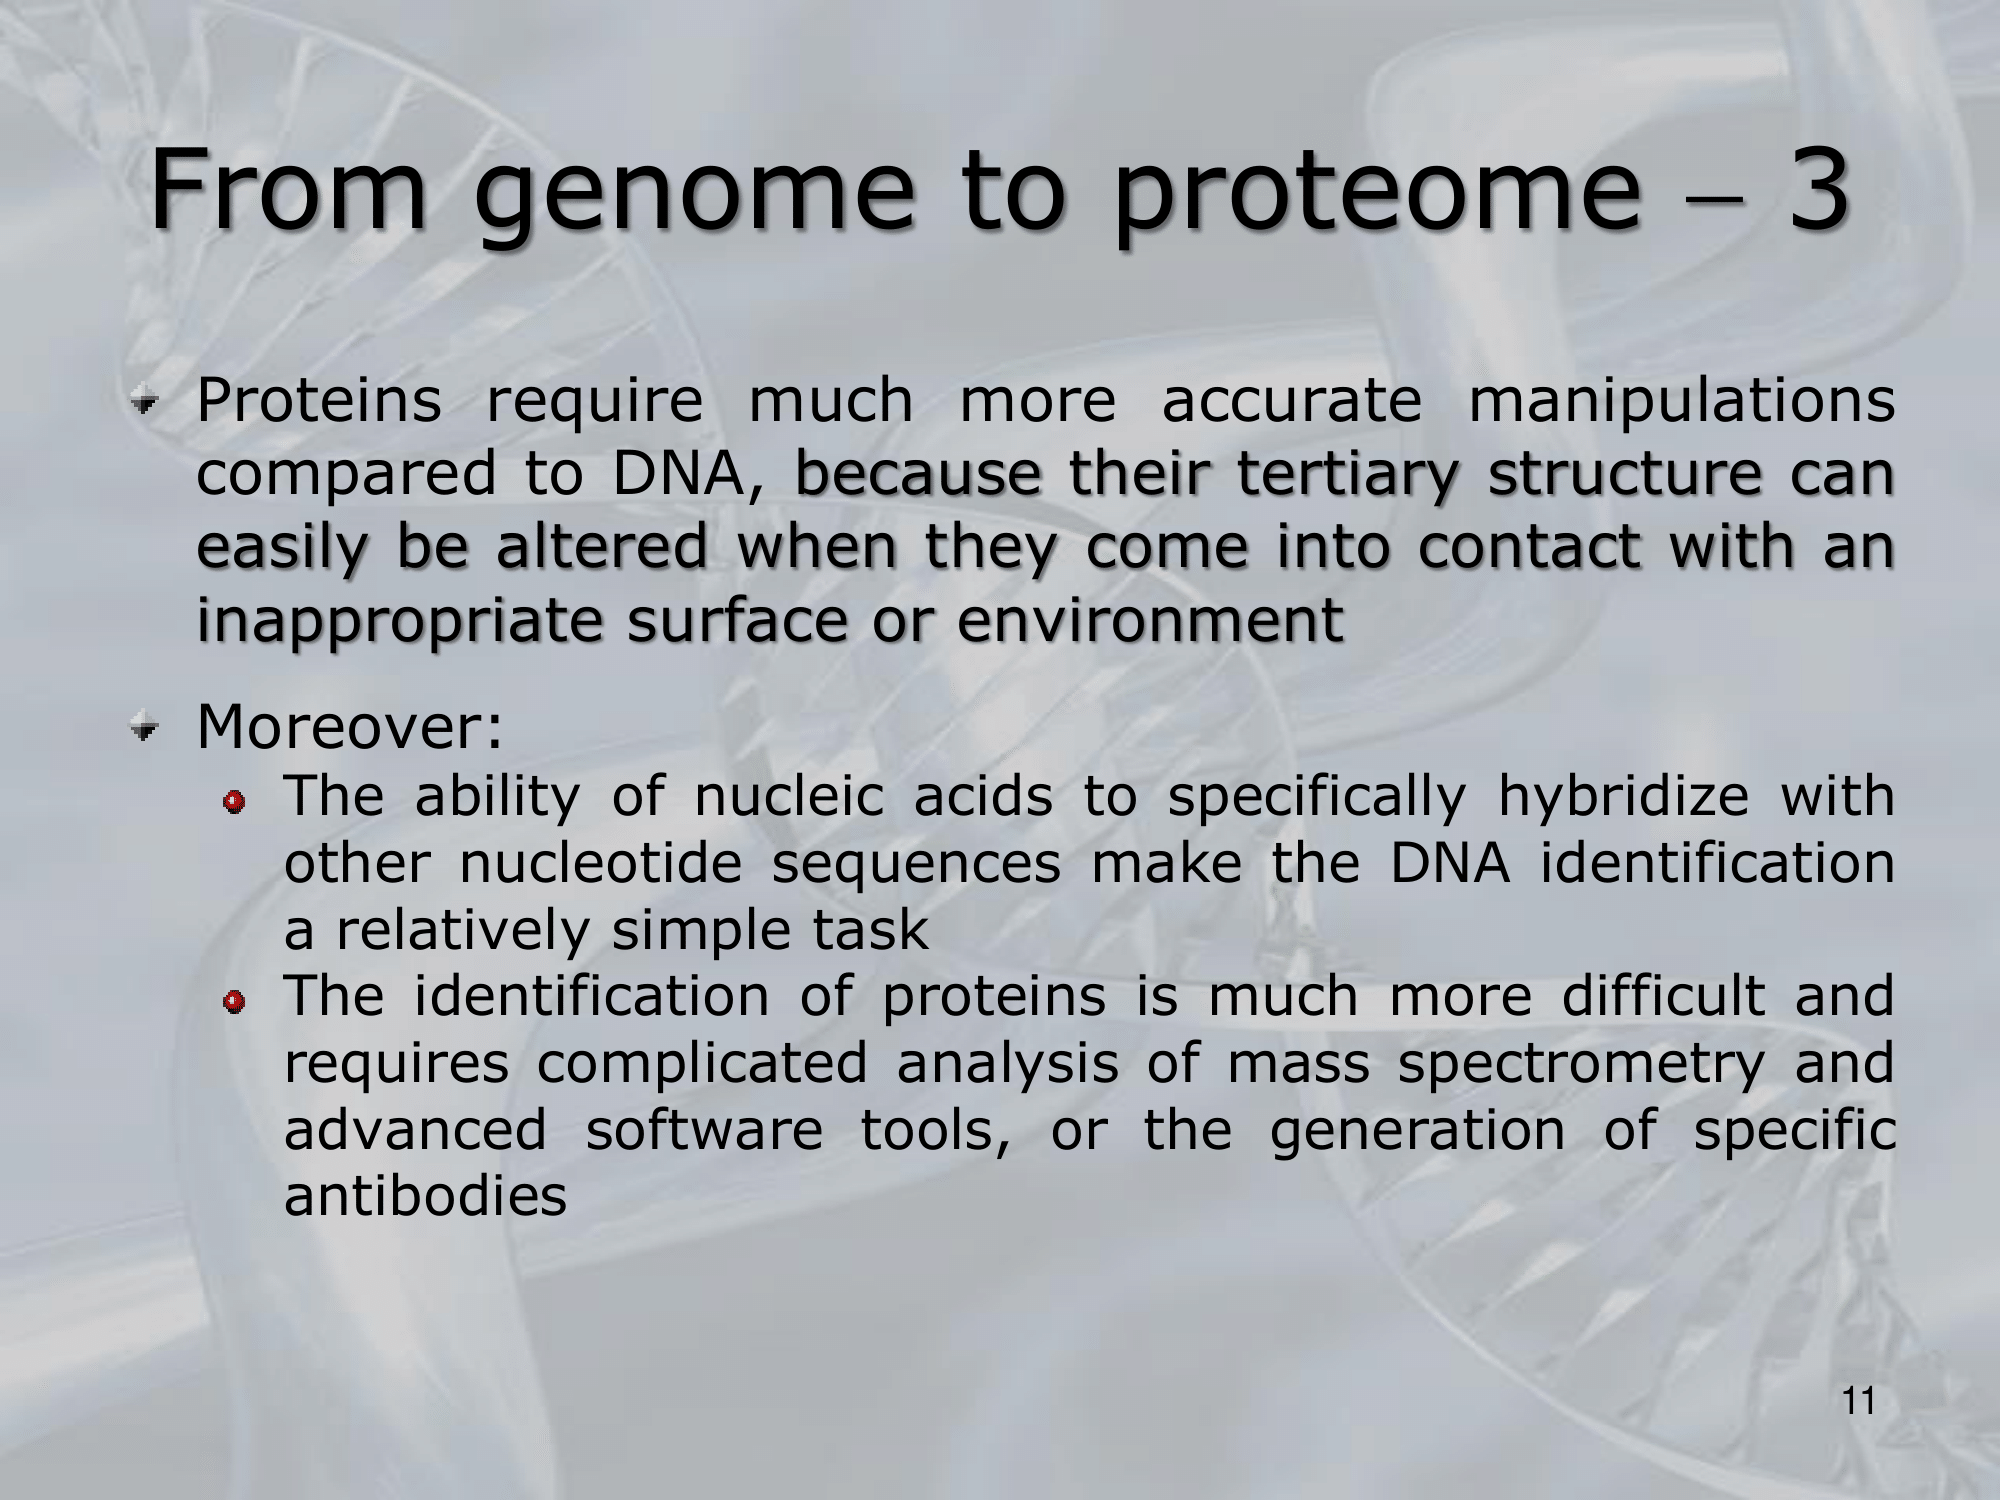 From genome to proteome – 3
Proteins require much more accurate manipulations
compared to DNA, because their tertiary structure can
easily be altered when they come into contact with an
inappropriate surface or environment
Moreover:
The ability of nucleic acids to specifically hybridize with
other nucleotide sequences make the DNA identification
a relatively simple task
The identification of proteins is much more difficult and
requires complicated analysis of mass spectrometry and
advanced software tools, or the generation of specific
antibodies
11